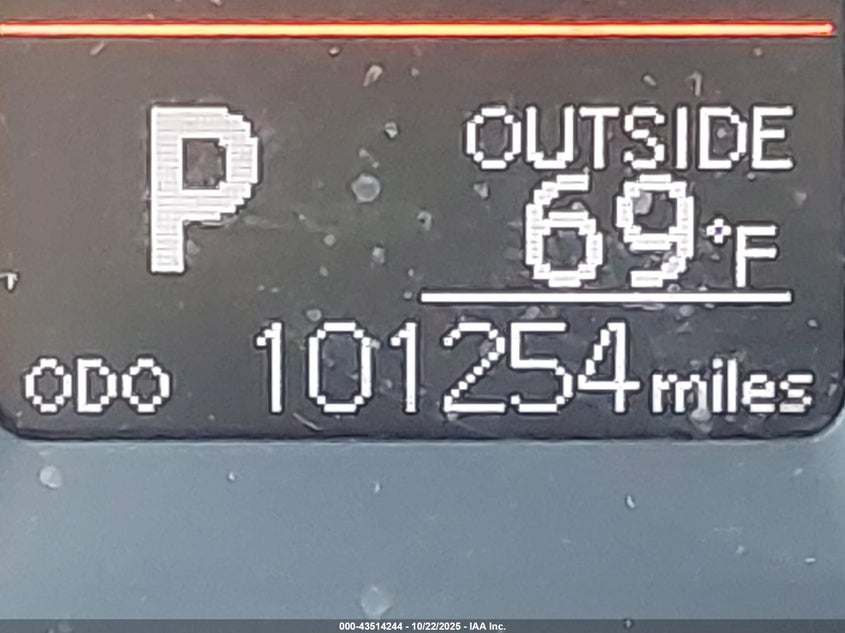 P
OUTSIDE
69°F
ODO 101254 miles
000-43514244 - 10/22/2025 - IAA Inc.